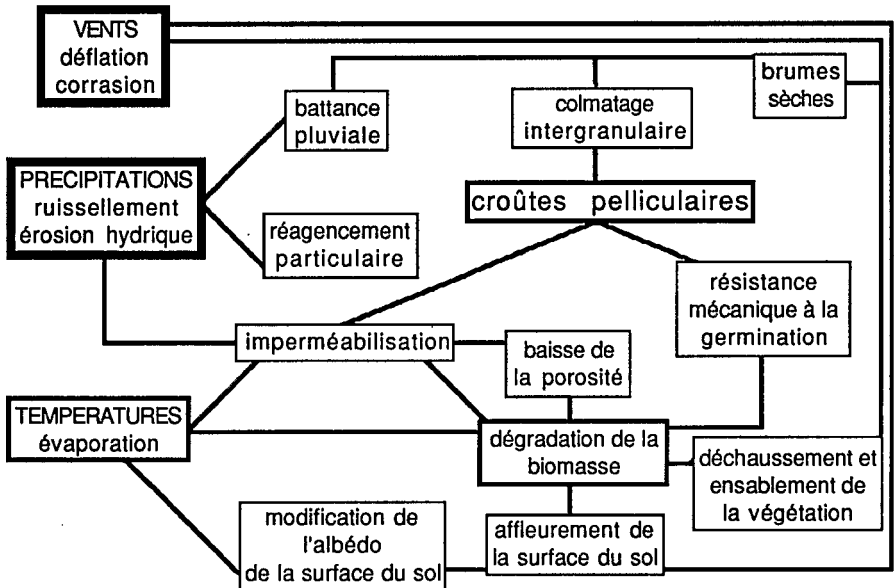 VENTS
déflation
corrasion
brumes
sèches
battance
pluviale
colmatage
intergranulaire
PRECIPITATIONS
ruissellement
érosion hydrique
croûtes pelliculaires
réagencement
particulaire
résistance
mécanique à la
germination
imperméabilisation
baisse de
la porosité
TEMPERATURES
évaporation
dégradation de la
biomasse
déchaussement et
ensablement de
la végétation
modification de
l'albédo
de la surface du sol
affleurement de
la surface du sol